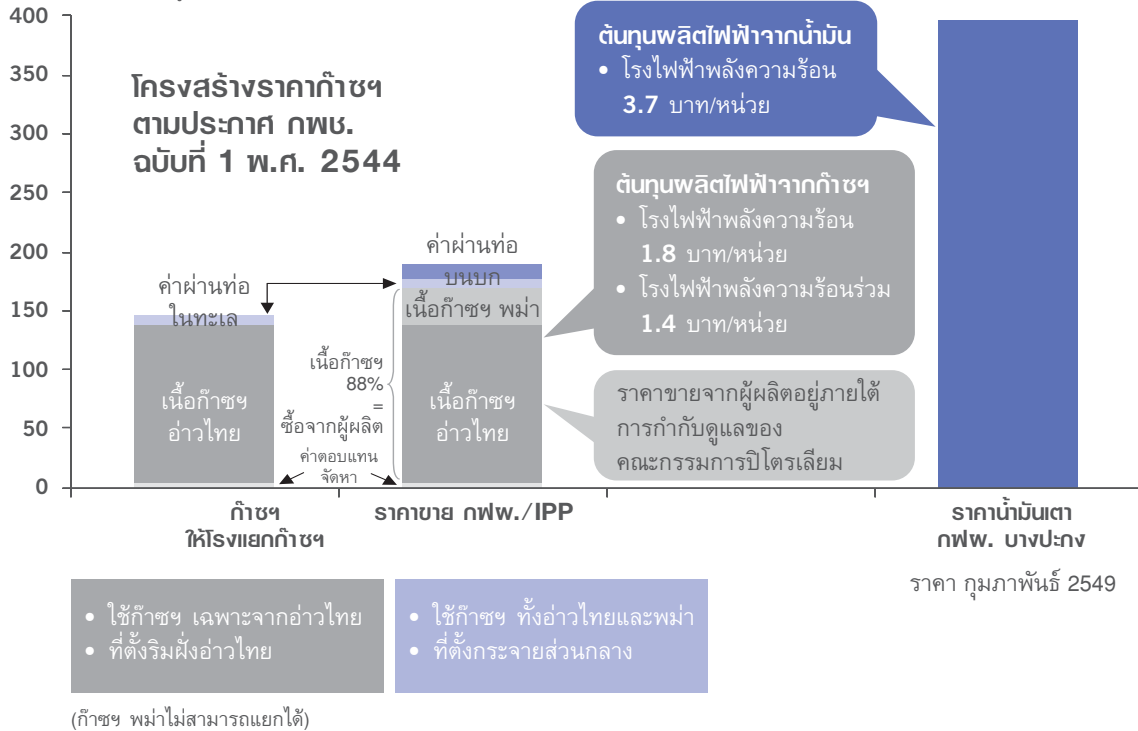 400
350
300
250
200
150
100
50
0
โครงสร้างราคาก๊าซฯ
ตามประกาศ กพช.
ฉบับที่ 1 พ.ศ. 2544
ต้นทุนผลิตไฟฟ้าจากน้ำมัน
• โรงไฟฟ้าพลังความร้อน
3.7 บาท/หน่วย
ต้นทุนผลิตไฟฟ้าจากก๊าซฯ
• โรงไฟฟ้าพลังความร้อน
1.8 บาท/หน่วย
• โรงไฟฟ้าพลังความร้อนร่วม
1.4 บาท/หน่วย
ราคาขายจากผู้ผลิตอยู่ภายใต้
การกำกับดูแลของ
คณะกรรมการปิโตรเลียม
ค่าผ่านท่อ
ในทะเล
เนื้อก๊าซฯ
อ่าวไทย
ค่าผ่านท่อ
บนบก
เนื้อก๊าซฯ พม่า
เนื้อก๊าซฯ
อ่าวไทย
เนื้อก๊าซฯ
88%
=
ซื้อจากผู้ผลิต
ค่าตอบแทน
จัดหา
ก๊าซฯ
ให้โรงแยกก๊าซฯ
ราคาขาย กฟผ./IPP
ราคาน้ำมันเตา
กฟผ. บางปะกง
ราคา กุมภาพันธ์ 2549
• ใช้ก๊าซฯ เฉพาะจากอ่าวไทย
• ที่ตั้งริมฝั่งอ่าวไทย
• ใช้ก๊าซฯ ทั้งอ่าวไทยและพม่า
• ที่ตั้งกระจายส่วนกลาง
(ก๊าซฯ พม่าไม่สามารถแยกได้)